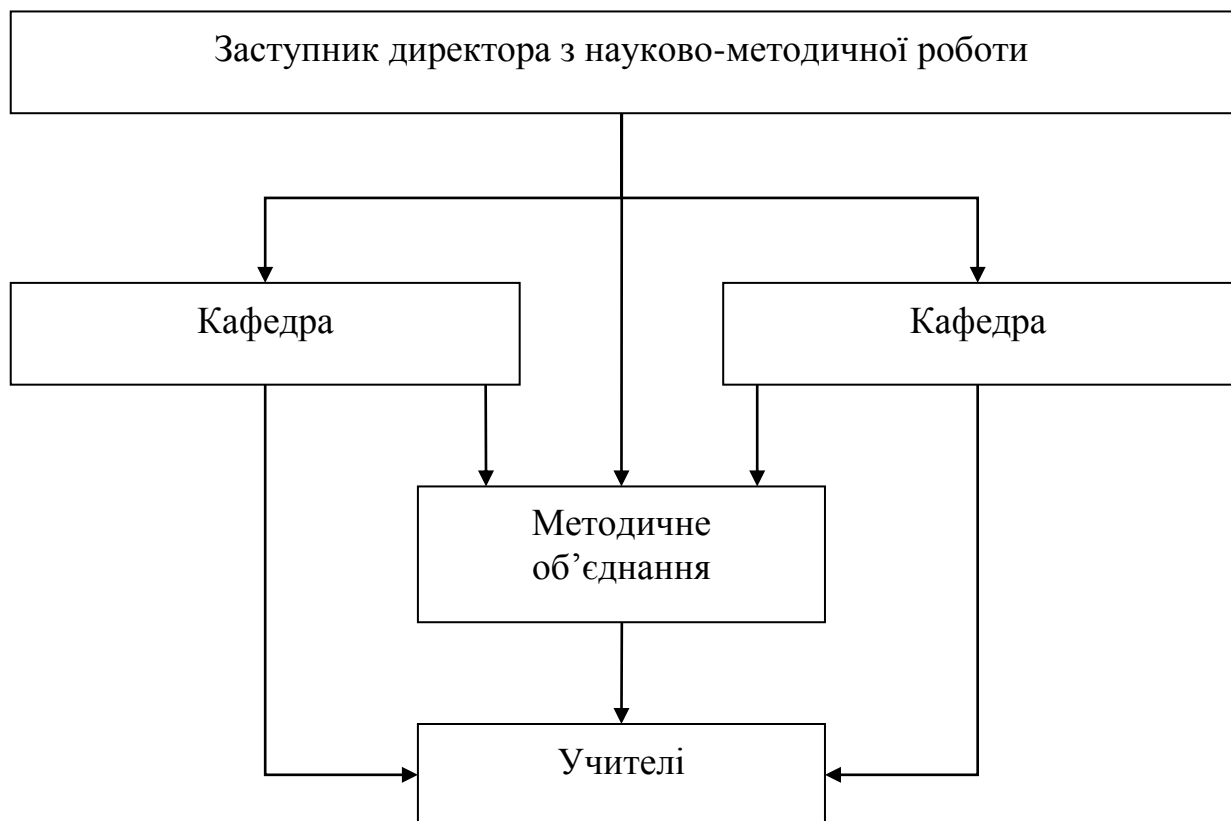 Заступник директора з науково-методичної роботи
Кафедра
Кафедра
Методичне
об’єднання
Учителі